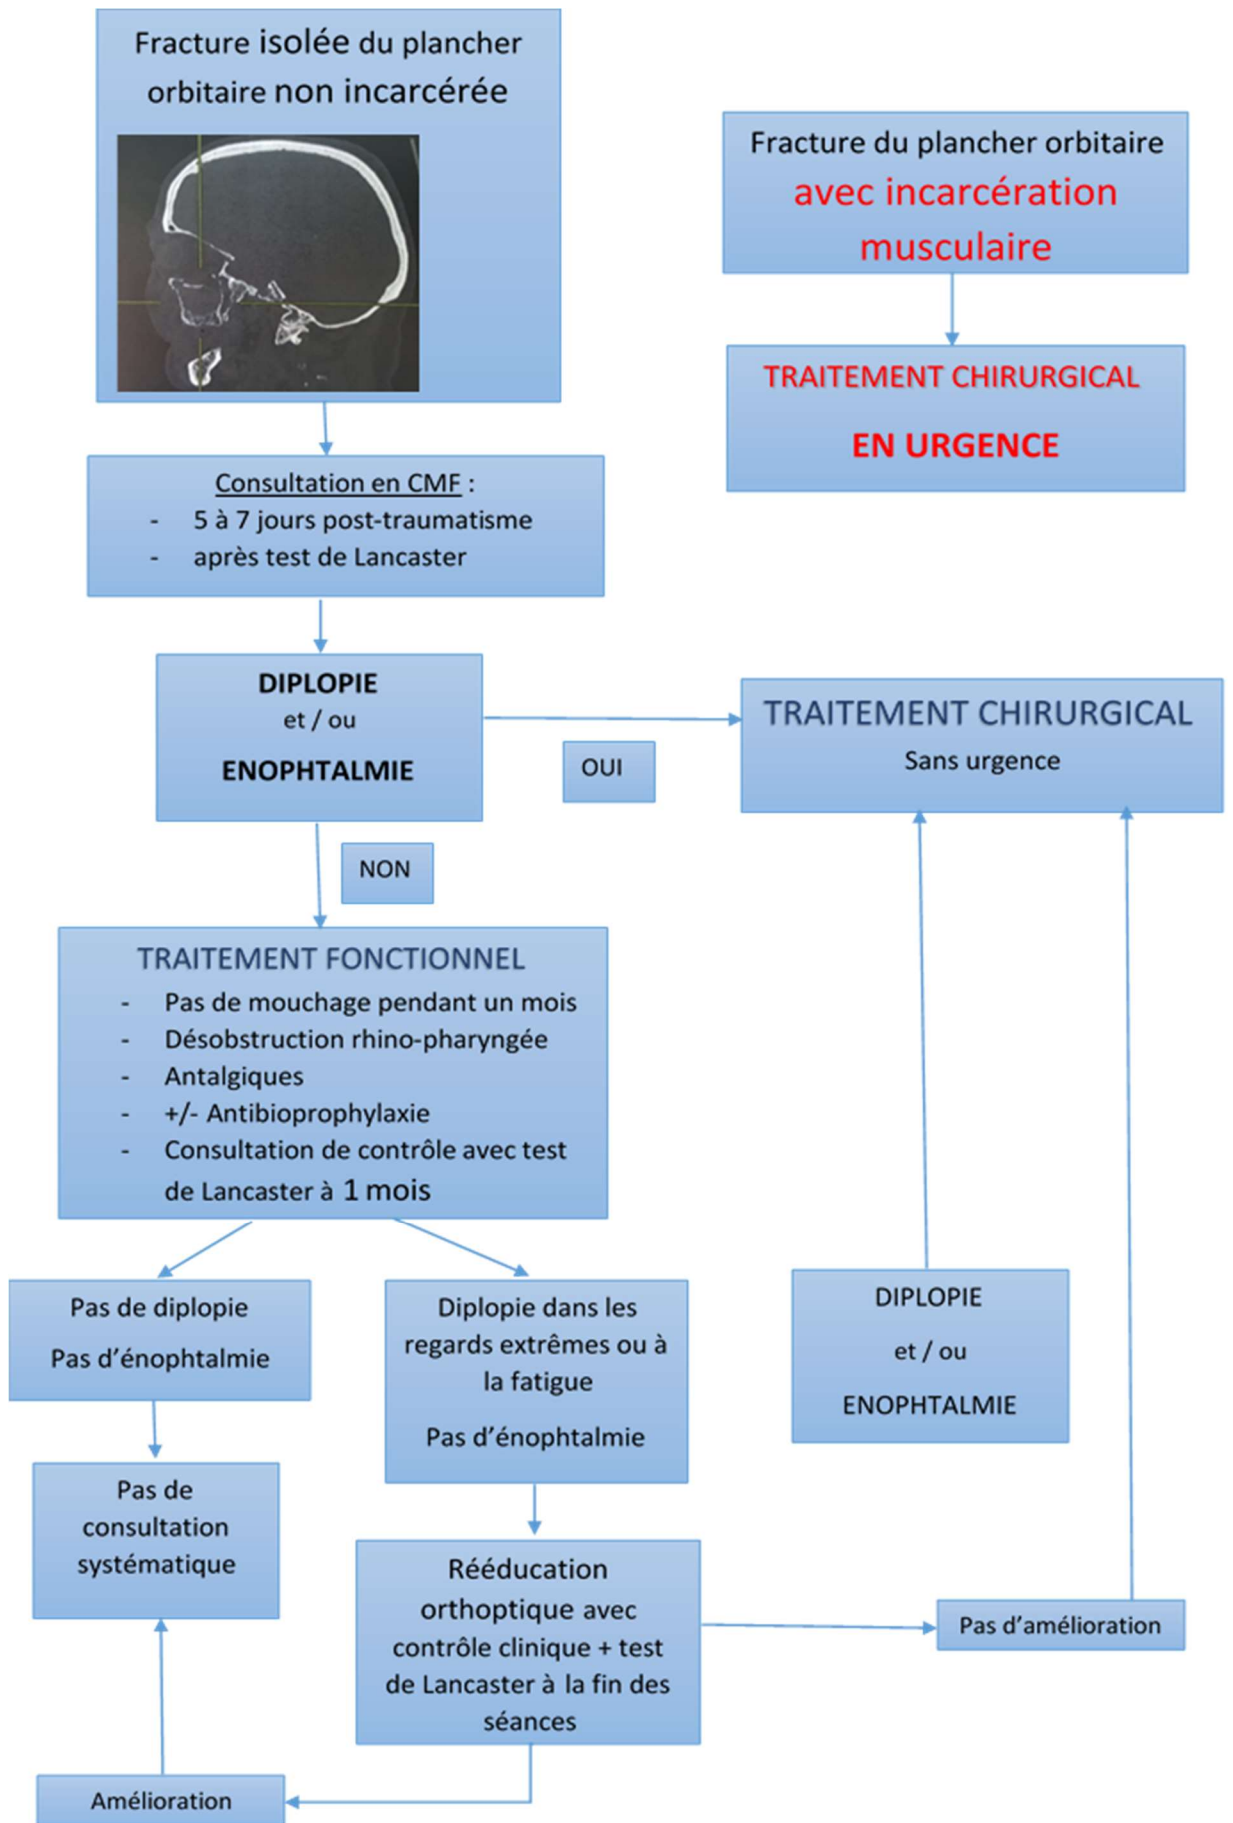 Fracture isolée du plancher
orbitaire non incarcérée
Fracture du plancher orbitaire
avec incarcération
musculaire
TRAITEMENT CHIRURGICAL
EN URGENCE
Consultation en CMF :
- 5 à 7 jours post-traumatisme
- après test de Lancaster
DIPLOPIE
et / ou
ENOPHTALMIE
OUI
TRAITEMENT CHIRURGICAL
Sans urgence
NON
TRAITEMENT FONCTIONNEL
- Pas de mouchage pendant un mois
- Désobstruction rhino-pharyngée
- Antalgiques
- +/- Antibioprophylaxie
- Consultation de contrôle avec test
de Lancaster à 1 mois
Pas de diplopie
Pas d’énophtalmie
Diplopie dans les
regards extrêmes ou à
la fatigue
Pas d’énophtalmie
DIPLOPIE
et / ou
ENOPHTALMIE
Pas de
consultation
systématique
Rééducation
orthoptique avec
contrôle clinique + test
de Lancaster à la fin des
séances
Pas d’amélioration
Amélioration